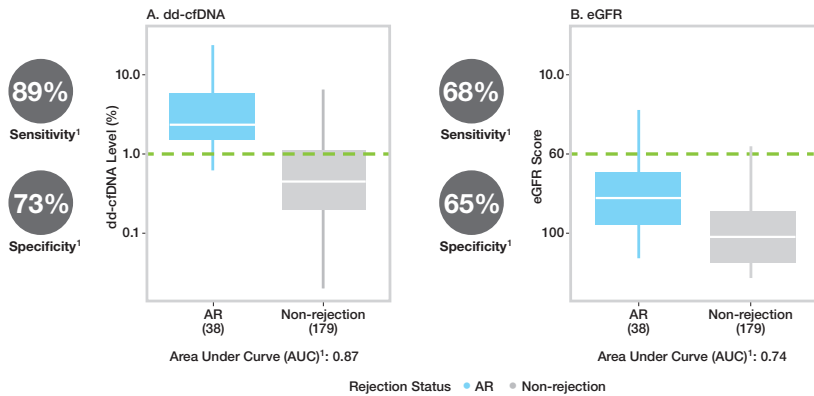 A. dd-cfDNA
89%
Sensitivity¹
73%
Specificity¹
dd-cfDNA Level (%)
10.0
1.0
0.1
AR
(38)
Non-rejection
(179)
Area Under Curve (AUC)¹: 0.87
B. eGFR
68%
Sensitivity¹
65%
Specificity¹
eGFR Score
10.0
60
100
AR
(38)
Non-rejection
(179)
Area Under Curve (AUC)¹: 0.74
Rejection Status AR Non-rejection